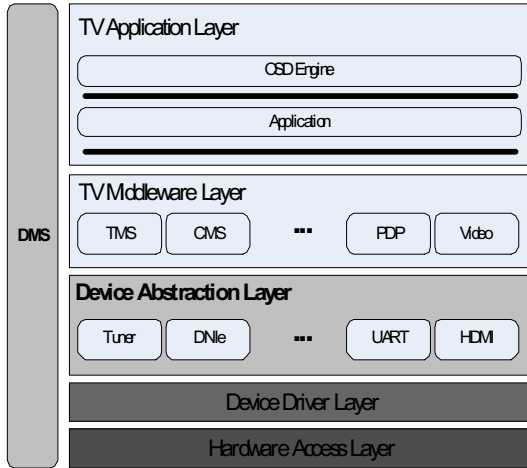 TV Application Layer
OSD Engine
Application
DMS
TV Middleware Layer
TMS CMS ... PDP Video
Device Abstraction Layer
Tuner DNIe ... UART HDMI
Device Driver Layer
Hardware Access Layer